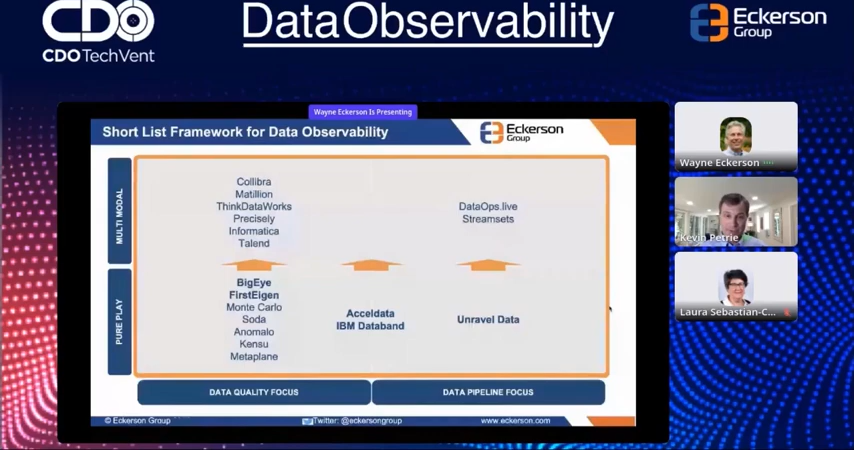 CDO
CDO TechVent
DataObservability
Eckerson
Group
Wayne Eckerson Is Presenting
Short List Framework for Data Observability
Eckerson
Group
MULTI MODAL
Collibra
Matillion
ThinkDataWorks
Precisely
Informatica
Talend
DataOps.live
Streamsets
PURE PLAY
BigEye
FirstEigen
Monte Carlo
Soda
Anomalo
Kensu
Metaplane
Acceldata
IBM Databand
Unravel Data
DATA QUALITY FOCUS
DATA PIPELINE FOCUS
© Eckerson Group
Twitter: @eckersongroup
www.eckerson.com
Wayne Eckerson
Kevin Petrie
Laura Sebastian-C...